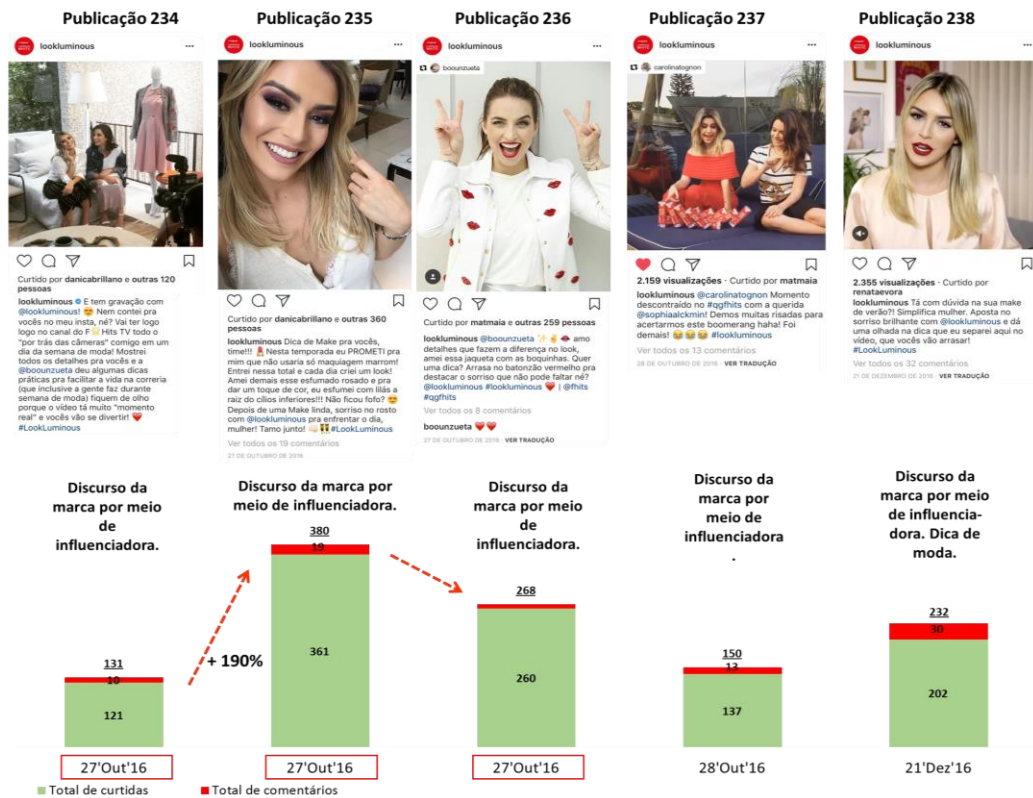 Publicação 234
Publicação 235
Publicação 236
Publicação 237
Publicação 238
lookluminous
Curtido por danicabrillano e outras 120
pessoas
lookluminous E tem gravação com
@lookluminous! 😍 Nem contei pra
vocês no meu insta, né? Vai ter logo
logo no canal do F⭐Hits TV todo o
"por trás das câmeras" comigo em um
dia da semana de moda! Mostrei
todos os detalhes pra vocês e a
@boounzueta deu algumas dicas
práticas pra facilitar a vida na correria
(que inclusive a gente faz durante
semana de moda) fiquem de olho
porque o vídeo tá muito "momento
real" e vocês vão se divertir! ❤️
#LookLuminous
lookluminous
Curtido por danicabrillano e outras 360
pessoas
lookluminous Dica de Make pra vocês,
time!!! 💄 Nesta temporada eu PROMETI pra
mim que não usaria só maquiagem marrom!
Entrei nessa total e cada dia criei um look!
Amei demais esse esfumado rosado e pra
dar um toque de cor, eu esfumei com lilás a
raiz do cílios inferiores!!! Não ficou fofo? 😍
Depois de uma Make linda, sorriso no rosto
com @lookluminous pra enfrentar o dia,
mulher! Tamo junto! #LookLuminous
Ver todos os 19 comentários
27 DE OUTUBRO DE 2016
lookluminous
boounzueta
Curtido por matmaia e outras 259 pessoas
lookluminous @boounzueta ✨✌👄 amo
detalhes que fazem a diferença no look,
amei essa jaqueta com as boquinhas. Quer
uma dica? Arrasa no batonzão vermelho pra
destacar o sorriso que não pode faltar né?
@lookluminous #lookluminous ❤️ | @fhits
#qgfhits
Ver todos os 8 comentários
boounzueta ❤️❤️
27 DE OUTUBRO DE 2016 · VER TRADUÇÃO
lookluminous
carolinatognon
2.159 visualizações · Curtido por matmaia
lookluminous @carolinatognon Momento
descontraído no #qgfhits com a querida
@sophiaalckmin! Demos muitas risadas para
acertarmos este boomerang haha! Foi
demais! 😂😂😂 #lookluminous
Ver todos os 13 comentários
28 DE OUTUBRO DE 2016 · VER TRADUÇÃO
lookluminous
2.355 visualizações · Curtido por
renataevora
lookluminous Tá com dúvida na sua make
de verão?! Simplifica mulher. Aposta no
sorriso brilhante com @lookluminous e dá
uma olhada na dica que eu separei aqui no
vídeo, que vocês vão arrasar!
#LookLuminous
Ver todos os 32 comentários
21 DE DEZEMBRO DE 2016 · VER TRADUÇÃO
Discurso da
marca por meio
de
influenciadora.
Discurso da marca por
meio de influenciadora.
Discurso da
marca por meio
de
influenciadora.
Discurso da
marca por
meio de
influenciadora
.
Discurso da
marca por meio
de influencia-
dora. Dica de
moda.
131
10
121
+ 190%
380
19
361
268
260
150
13
137
232
30
202
27'Out'16
27'Out'16
27'Out'16
28'Out'16
21'Dez'16
Total de curtidas
Total de comentários